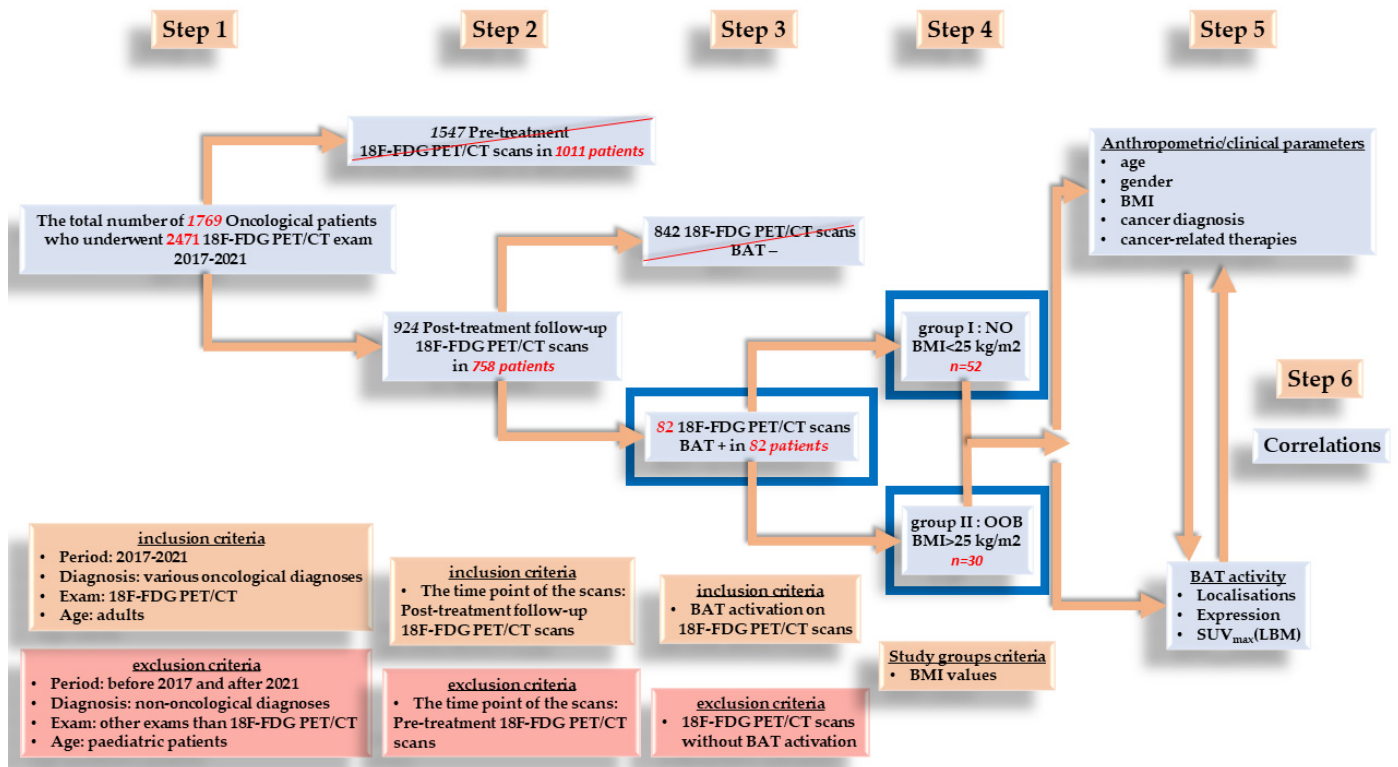 Step 1
Step 2
Step 3
Step 4
Step 5
1547 Pre-treatment
18F-FDG PET/CT scans in 1011 patients
The total number of 1769 Oncological patients
who underwent 2471 18F-FDG PET/CT exam
2017-2021
842 18F-FDG PET/CT scans
BAT –
924 Post-treatment follow-up
18F-FDG PET/CT scans
in 758 patients
82 18F-FDG PET/CT scans
BAT + in 82 patients
group I : NO
BMI<25 kg/m2
n=52
group II : OOB
BMI>25 kg/m2
n=30
Anthropometric/clinical parameters
• age
• gender
• BMI
• cancer diagnosis
• cancer-related therapies
Step 6
Correlations
BAT activity
• Localisations
• Expression
• SUVmax(LBM)
inclusion criteria
• Period: 2017-2021
• Diagnosis: various oncological diagnoses
• Exam: 18F-FDG PET/CT
• Age: adults
exclusion criteria
• Period: before 2017 and after 2021
• Diagnosis: non-oncological diagnoses
• Exam: other exams than 18F-FDG PET/CT
• Age: paediatric patients
inclusion criteria
• The time point of the scans:
Post-treatment follow-up
18F-FDG PET/CT scans
exclusion criteria
• The time point of the scans:
Pre-treatment 18F-FDG PET/CT
scans
inclusion criteria
• BAT activation on
18F-FDG PET/CT scans
exclusion criteria
• 18F-FDG PET/CT scans
without BAT activation
Study groups criteria
• BMI values